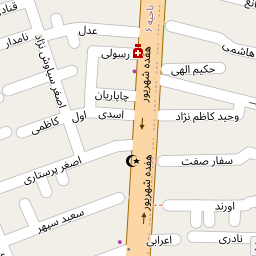 قناد
ناحیه ۶
عدل
نامدار
هاشمی
رسولی
هفده شهریور
حکیم الهی
اصغر سیاوش نژاد
چاپاریان
اسدی
اول
وحید کاظم نژاد
کاظمی
سفار صفت
اصغر پرستاری
هفده شهریور
سعید سپهر
اورند
نادری
اعرابی